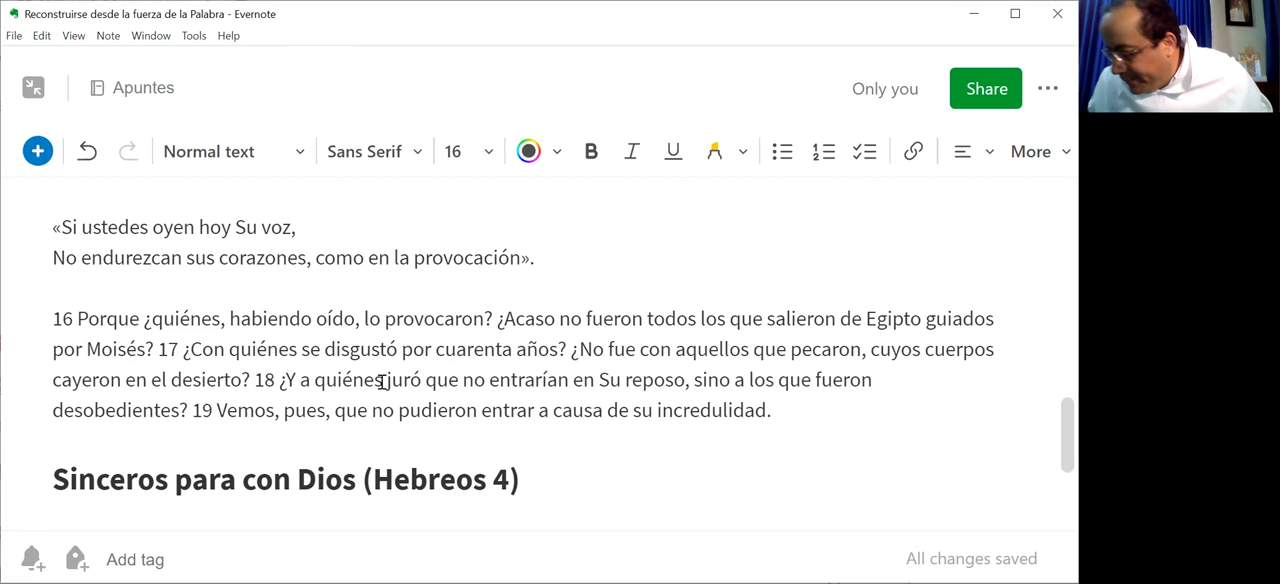 Reconstruirse desde la fuerza de la Palabra - Evernote
File Edit View Note Window Tools Help
Apuntes
Only you
Share
Normal text
Sans Serif
16
B I U
More
«Si ustedes oyen hoy Su voz,
No endurezcan sus corazones, como en la provocación».
16 Porque ¿quiénes, habiendo oído, lo provocaron? ¿Acaso no fueron todos los que salieron de Egipto guiados
por Moisés? 17 ¿Con quiénes se disgustó por cuarenta años? ¿No fue con aquellos que pecaron, cuyos cuerpos
cayeron en el desierto? 18 ¿Y a quiénes juró que no entrarían en Su reposo, sino a los que fueron
desobedientes? 19 Vemos, pues, que no pudieron entrar a causa de su incredulidad.
Sinceros para con Dios (Hebreos 4)
Add tag
All changes saved